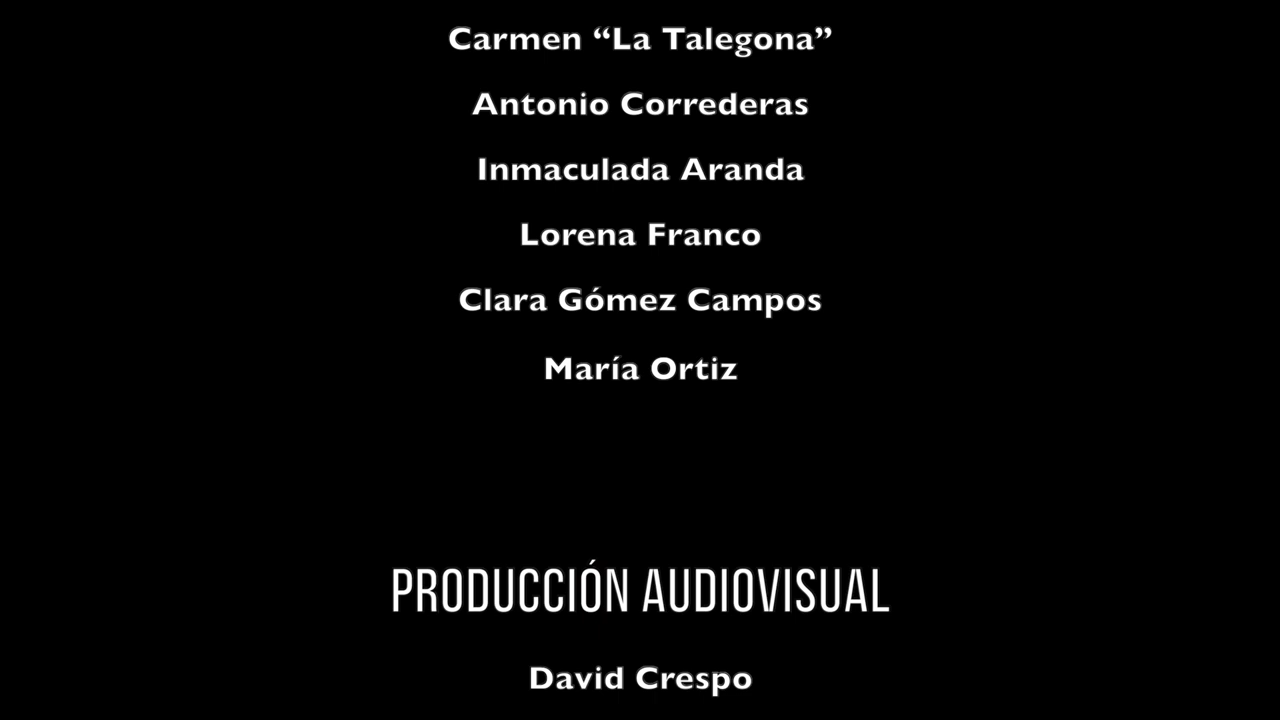 Carmen “La Talegona”
Antonio Correderas
Inmaculada Aranda
Lorena Franco
Clara Gómez Campos
María Ortiz
PRODUCCIÓN AUDIOVISUAL
David Crespo